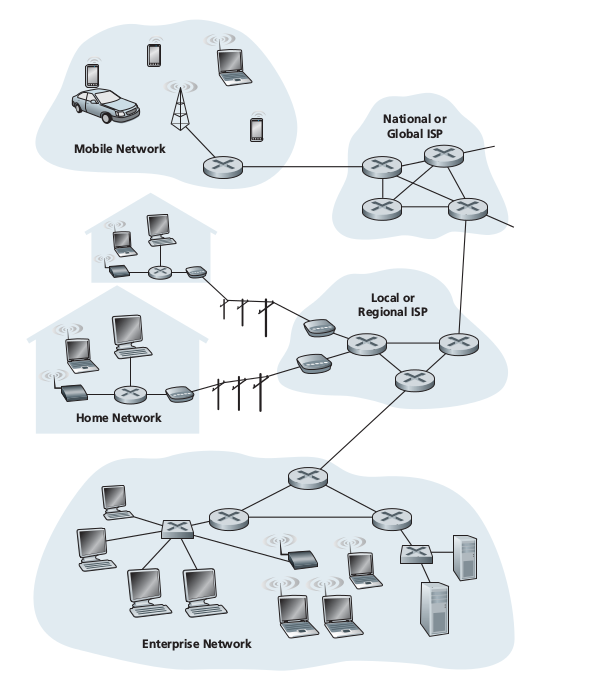 Mobile Network
National or
Global ISP
Local or
Regional ISP
Home Network
Enterprise Network